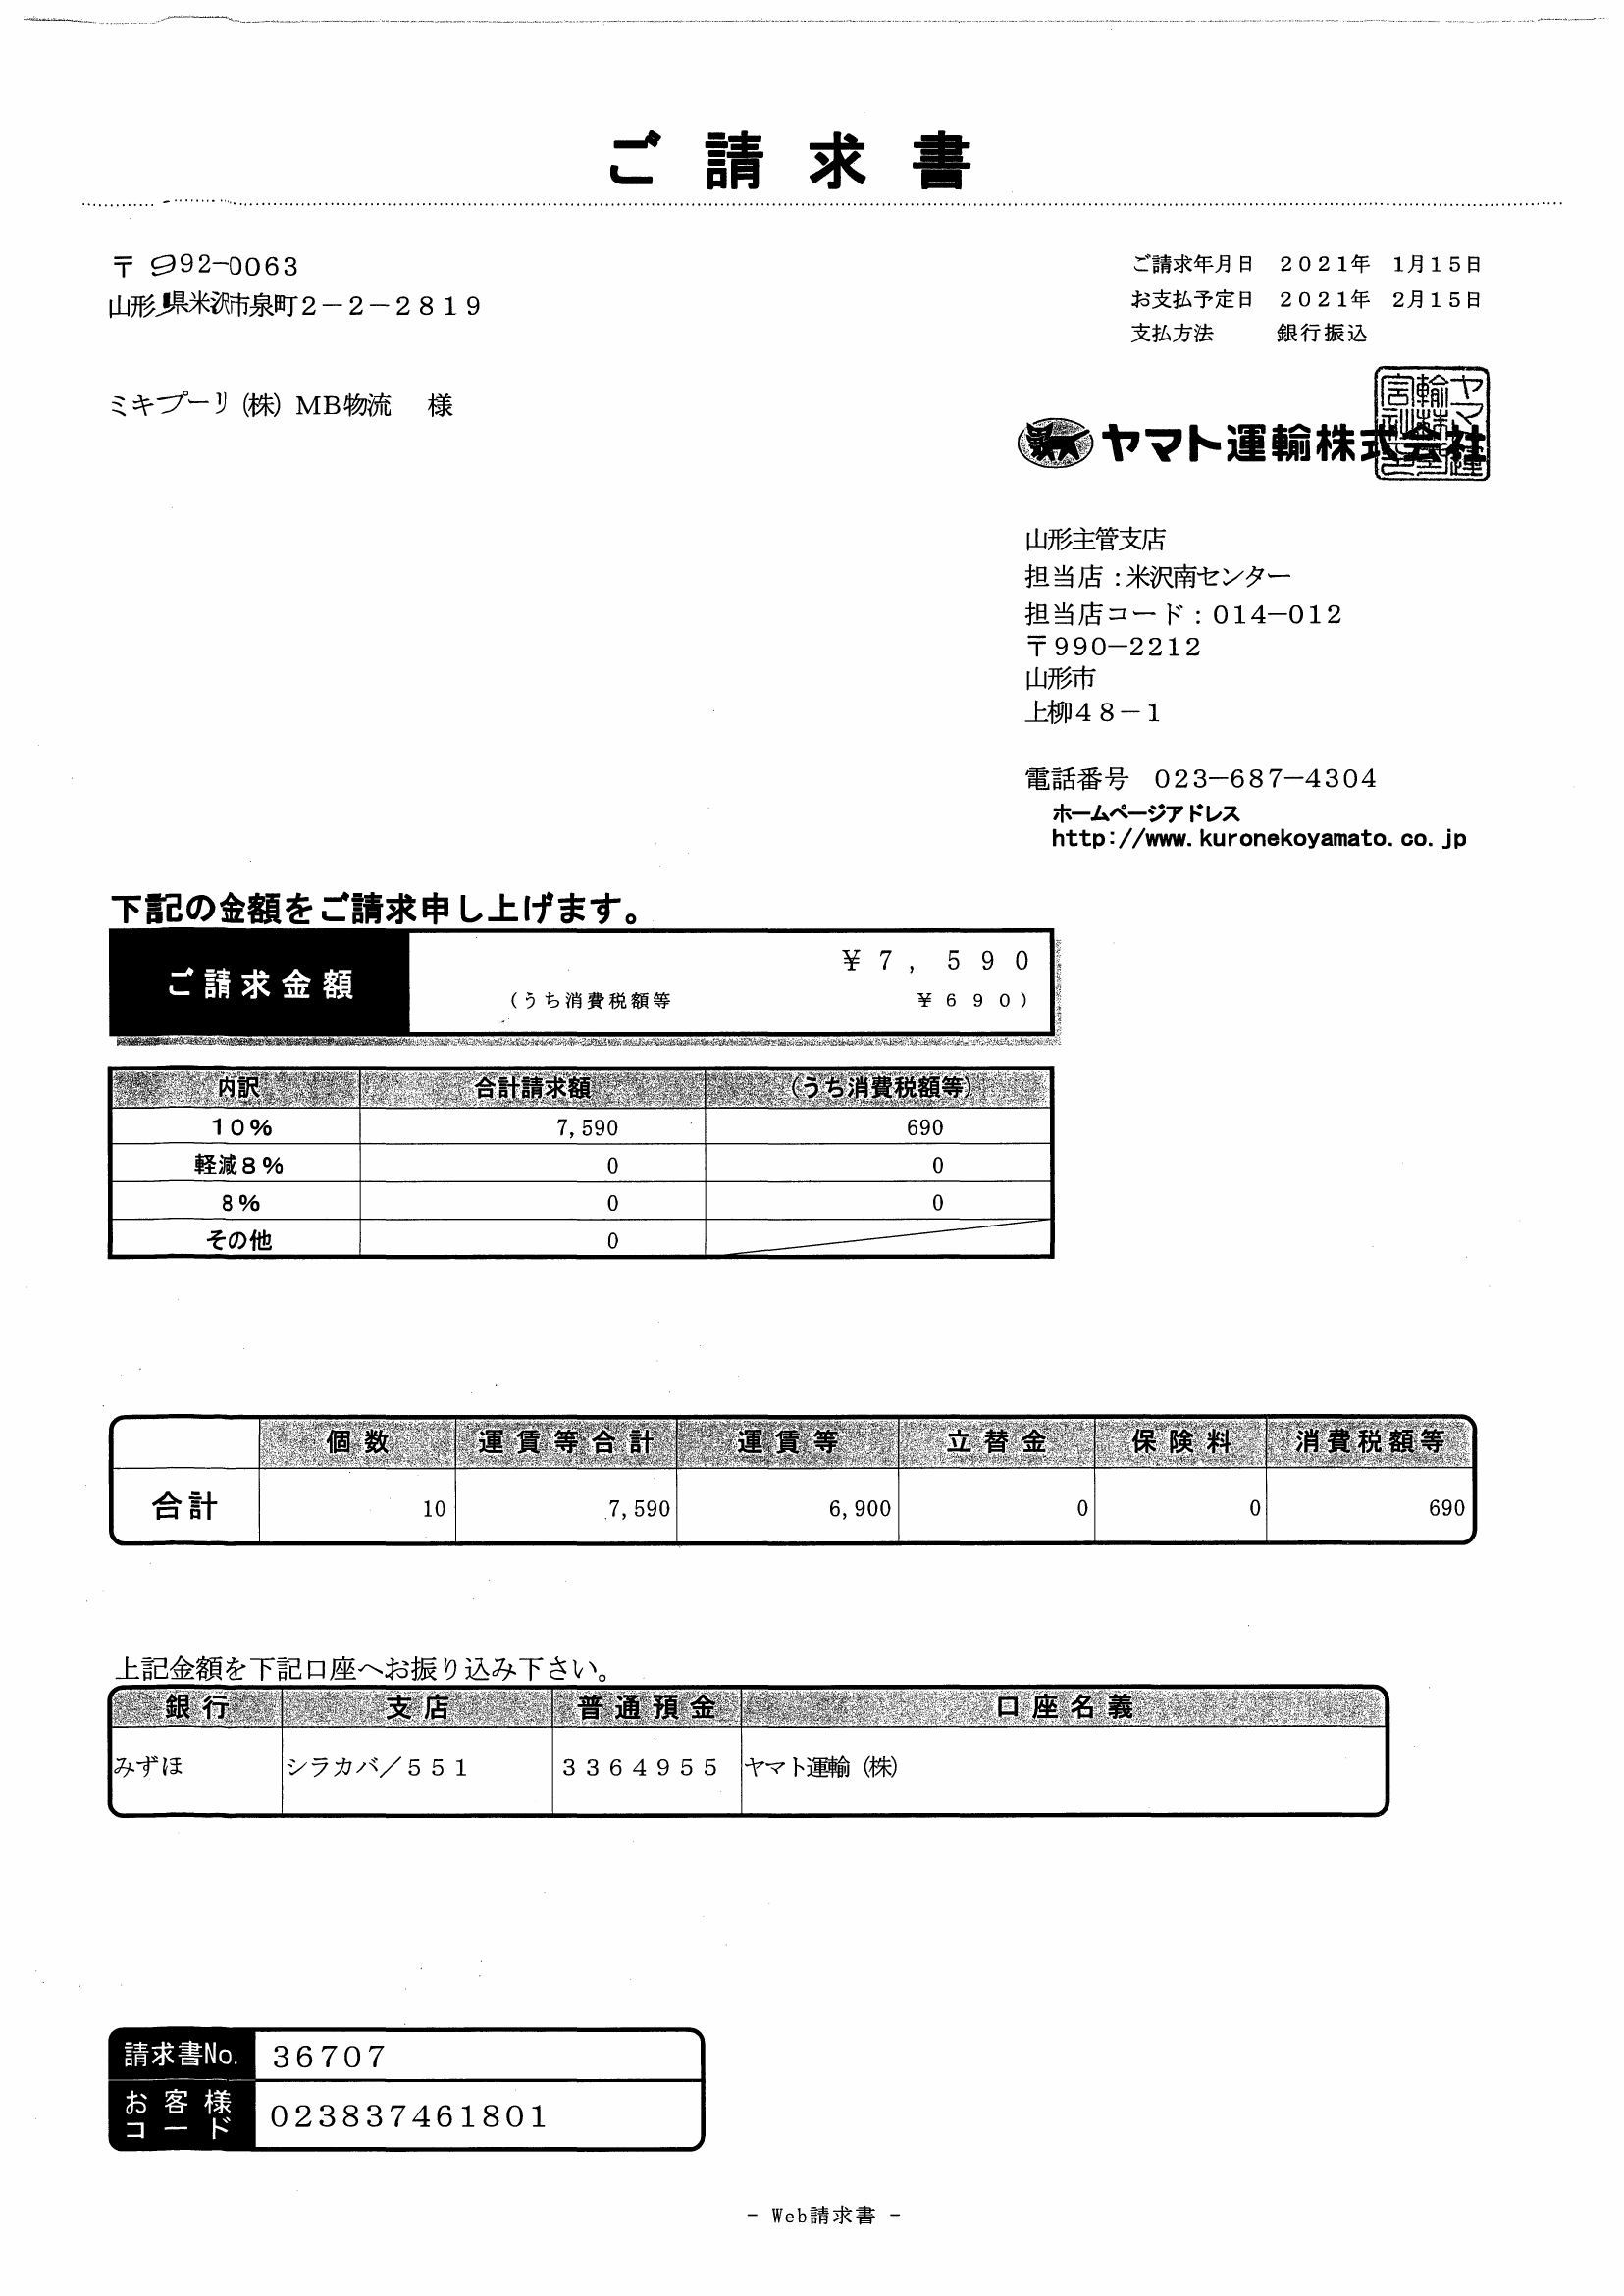 ご請求書
〒992-0063
山形県米沢市泉町2-2-2819
ミキプーリ(株) MB物流 様
ご請求年月日 2021年 1月15日
お支払予定日 2021年 2月15日
支払方法 銀行振込
ヤマト運輸株式会社
山形主管支店
担当店:米沢南センター
担当店コード:014-012
〒990-2212
山形市
上柳48-1
電話番号 023-687-4304
ホームページアドレス
http://www.kuronekoyamato.co.jp
下記の金額をご請求申し上げます。
ご請求金額 ¥7,590
(うち消費税額等 ¥690)
内訳 合計請求額 (うち消費税額等)
10% 7,590 690
軽減8% 0 0
8% 0 0
その他 0
個数 運賃等合計 運賃等 立替金 保険料 消費税額等
合計 10 7,590 6,900 0 0 690
上記金額を下記口座へお振り込み下さい。
銀行 支店 普通預金 口座名義
みずほ シラカバ/551 3364955 ヤマト運輸(株)
請求書No. 36707
お客様コード 023837461801
- Web請求書 -